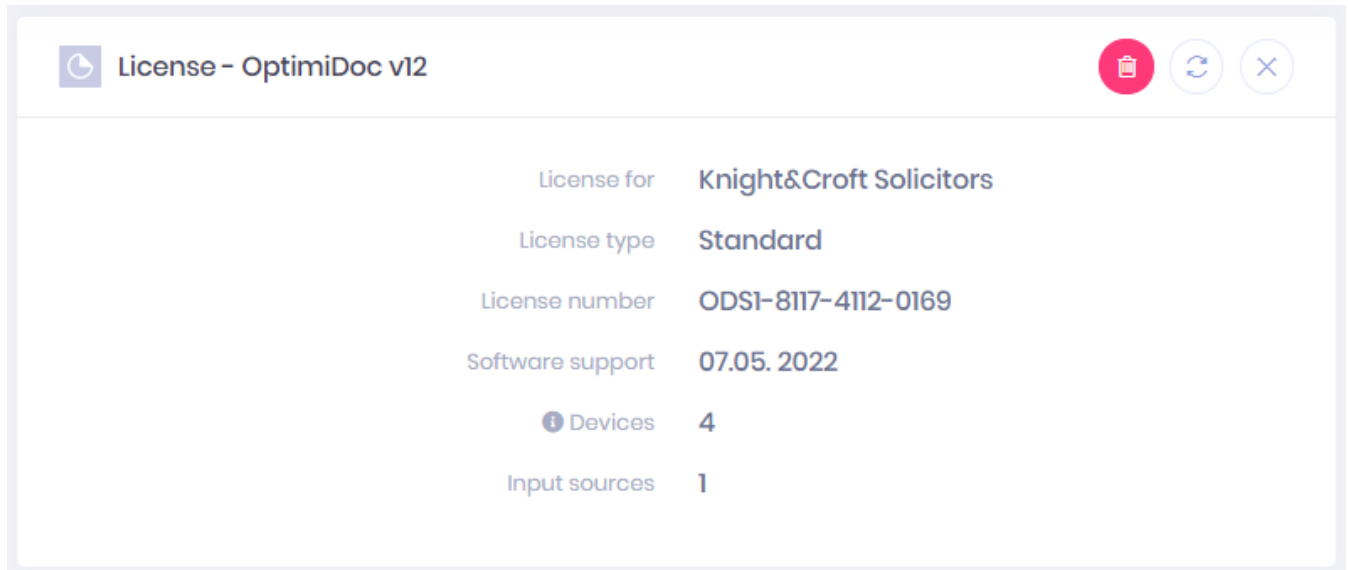 License - OptimiDoc v12
License for Knight&Croft Solicitors
License type Standard
License number ODS1-8117-4112-0169
Software support 07.05. 2022
Devices 4
Input sources 1